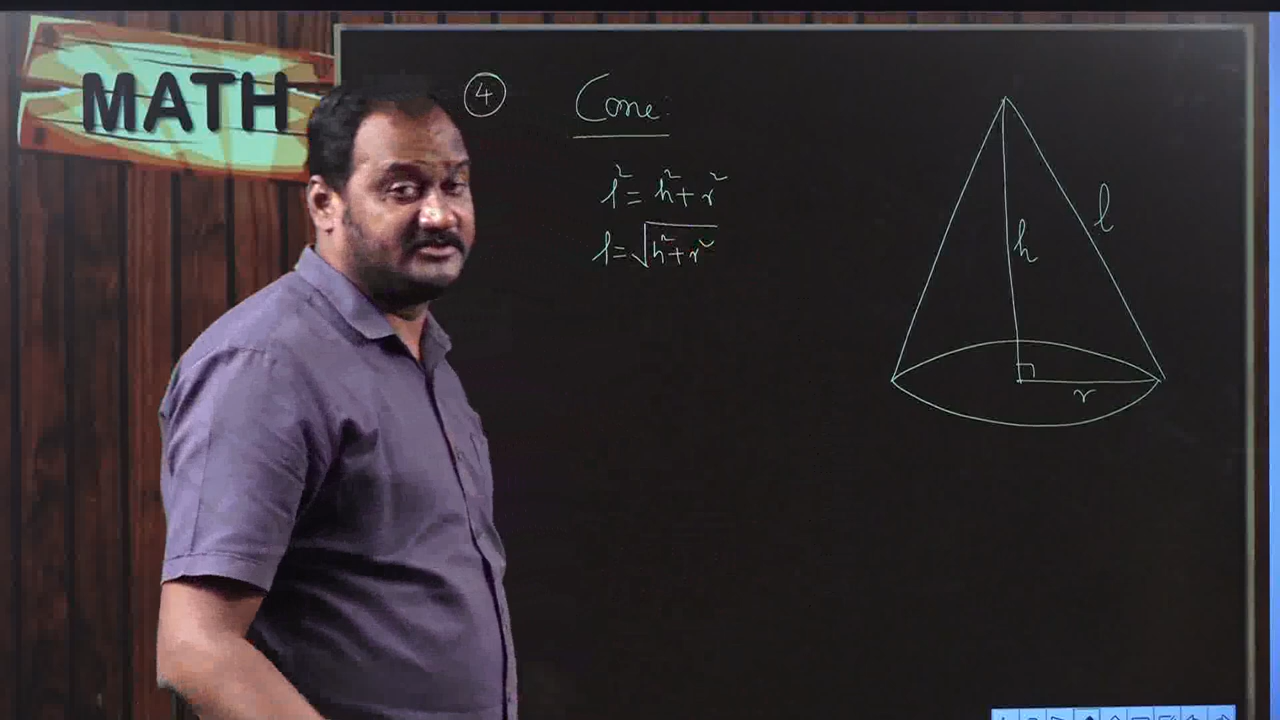 MATH
④ Cone:
l² = h² + r²
l = √h² + r²
l
h
r